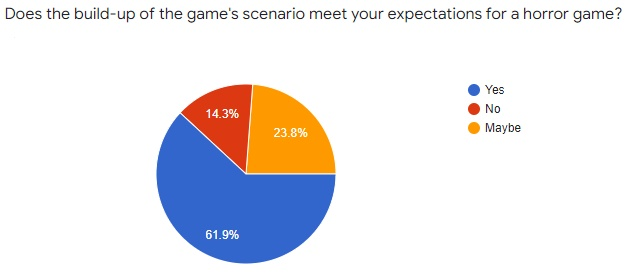 Does the build-up of the game's scenario meet your expectations for a horror game?
Yes
No
Maybe
14.3%
23.8%
61.9%